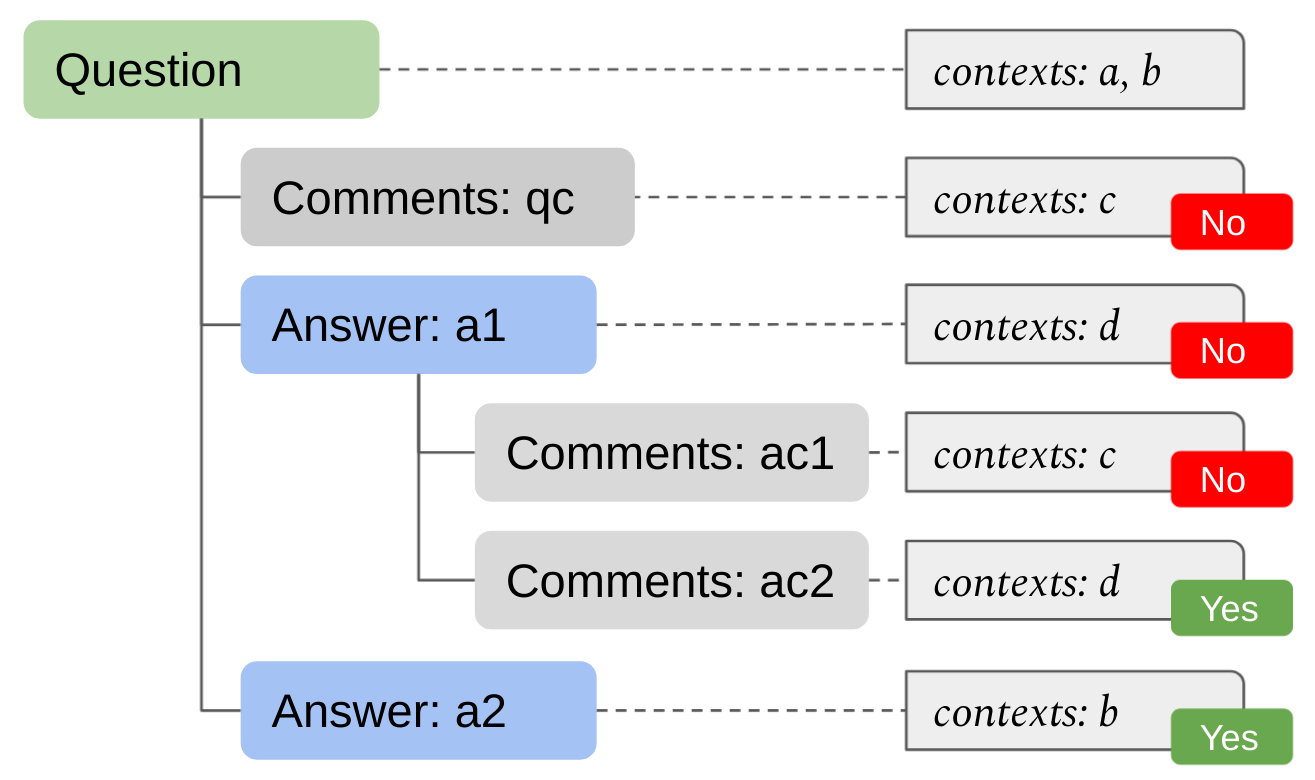 Question
contexts: a, b
Comments: qc
contexts: c
No
Answer: a1
contexts: d
No
Comments: ac1
contexts: c
No
Comments: ac2
contexts: d
Yes
Answer: a2
contexts: b
Yes